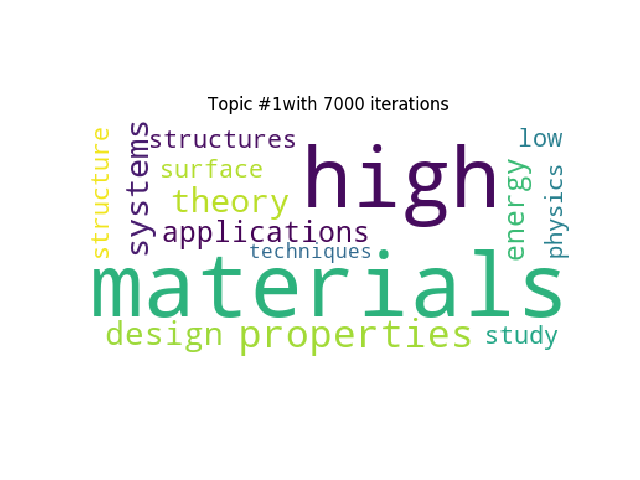 Topic #1with 7000 iterations
structure
systems
structures
surface
theory
applications
techniques
high
low
energy
physics
materials
design
properties
study